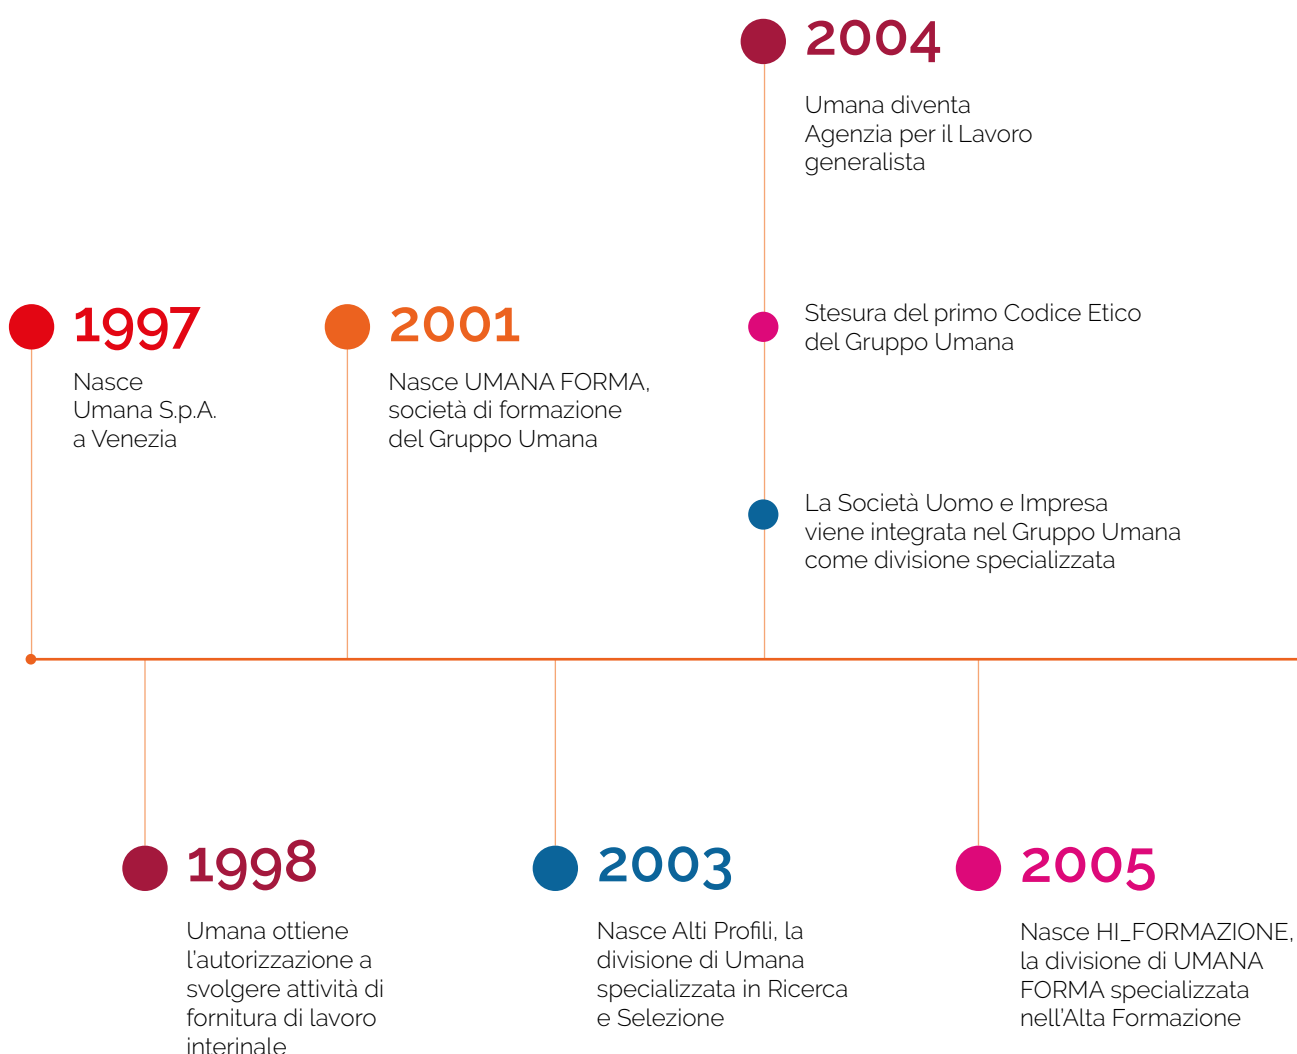 2004
Umana diventa
Agenzia per il Lavoro
generalista
Stesura del primo Codice Etico
del Gruppo Umana
La Società Uomo e Impresa
viene integrata nel Gruppo Umana
come divisione specializzata
1997
Nasce
Umana S.p.A.
a Venezia
2001
Nasce UMANA FORMA,
società di formazione
del Gruppo Umana
1998
Umana ottiene
l'autorizzazione a
svolgere attività di
fornitura di lavoro
interinale
2003
Nasce Alti Profili, la
divisione di Umana
specializzata in Ricerca
e Selezione
2005
Nasce HI_FORMAZIONE,
la divisione di UMANA
FORMA specializzata
nell'Alta Formazione